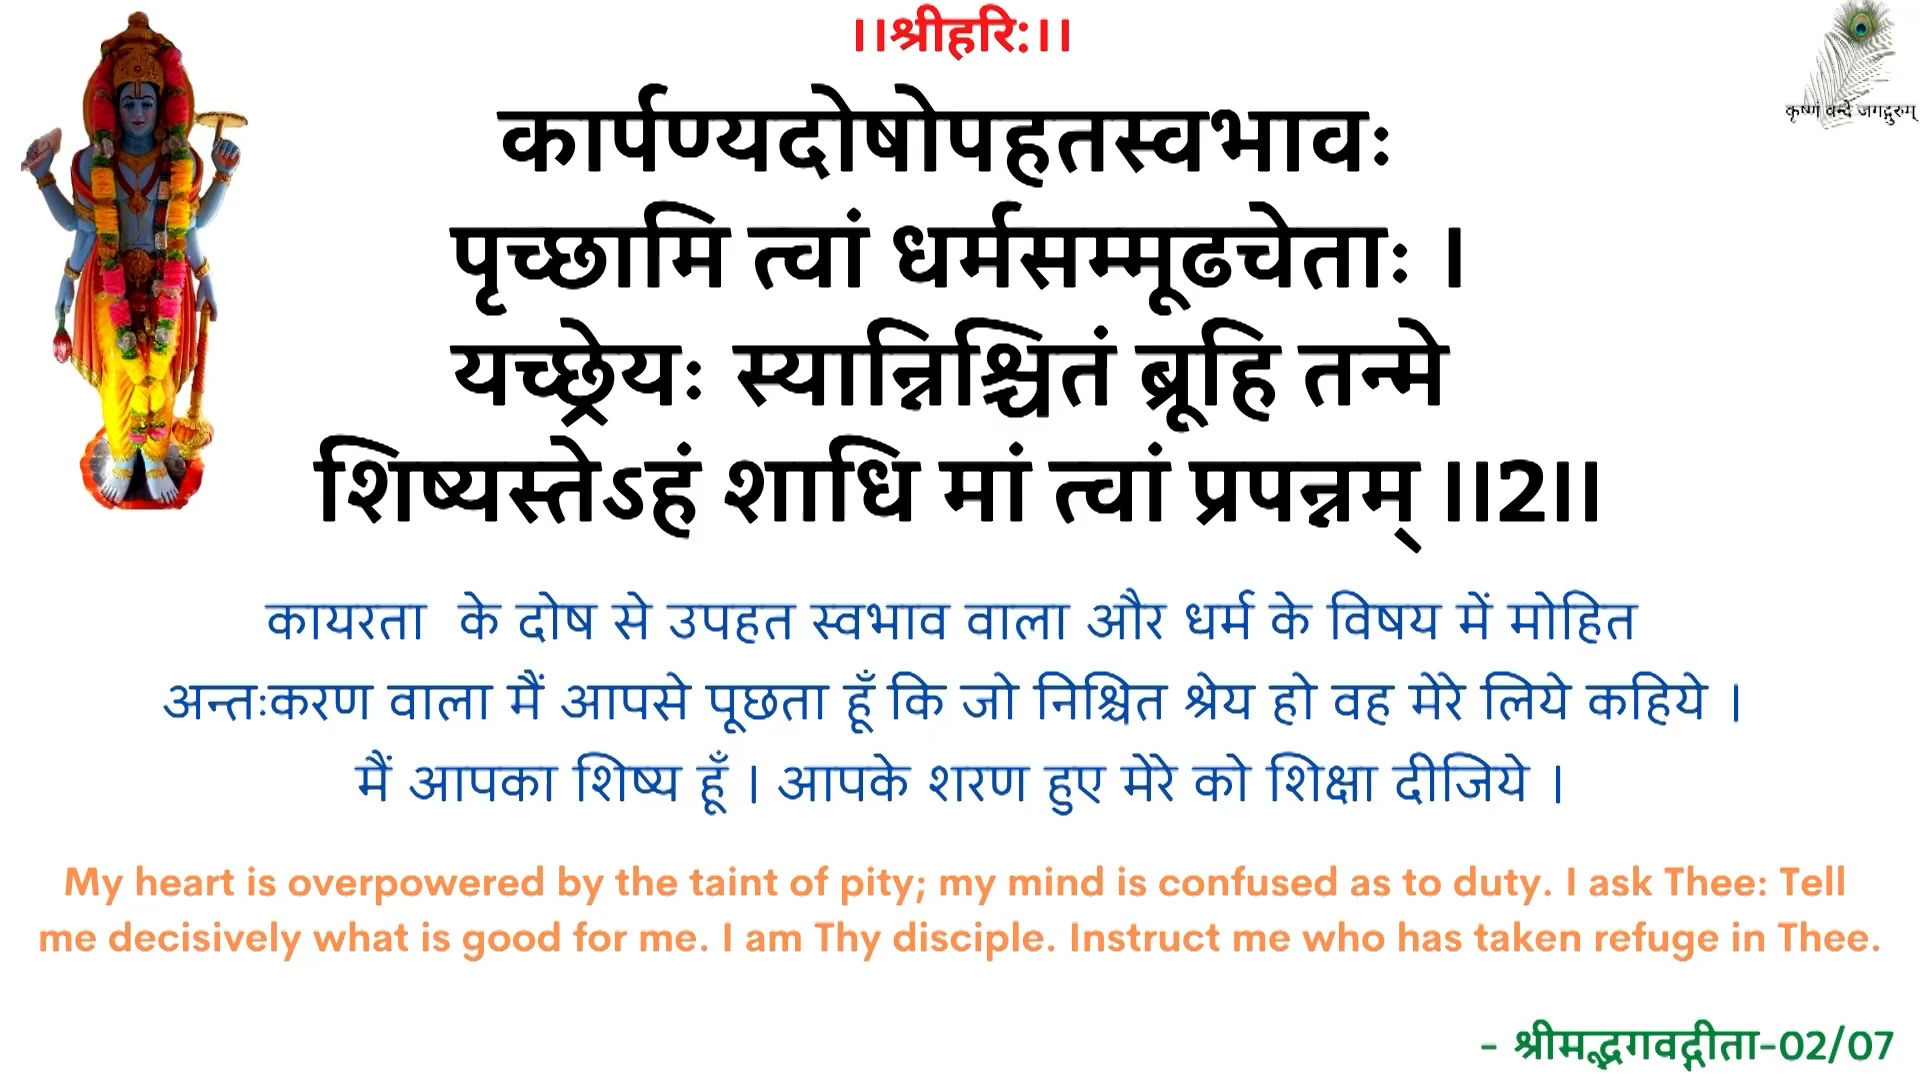 ।।श्रीहरि:।।
कृष्णं वन्दे जगद्गुरुम्
कार्पण्यदोषोपहतस्वभावः
पृच्छामि त्वां धर्मसम्मूढचेताः ।
यच्छ्रेयः स्यान्निश्चितं ब्रूहि तन्मे
शिष्यस्तेऽहं शाधि मां त्वां प्रपन्नम् ।।2।।
कायरता के दोष से उपहत स्वभाव वाला और धर्म के विषय में मोहित
अन्तःकरण वाला मैं आपसे पूछता हूँ कि जो निश्चित श्रेय हो वह मेरे लिये कहिये ।
मैं आपका शिष्य हूँ । आपके शरण हुए मेरे को शिक्षा दीजिये ।
My heart is overpowered by the taint of pity; my mind is confused as to duty. I ask Thee: Tell
me decisively what is good for me. I am Thy disciple. Instruct me who has taken refuge in Thee.
- श्रीमद्भगवद्गीता-02/07